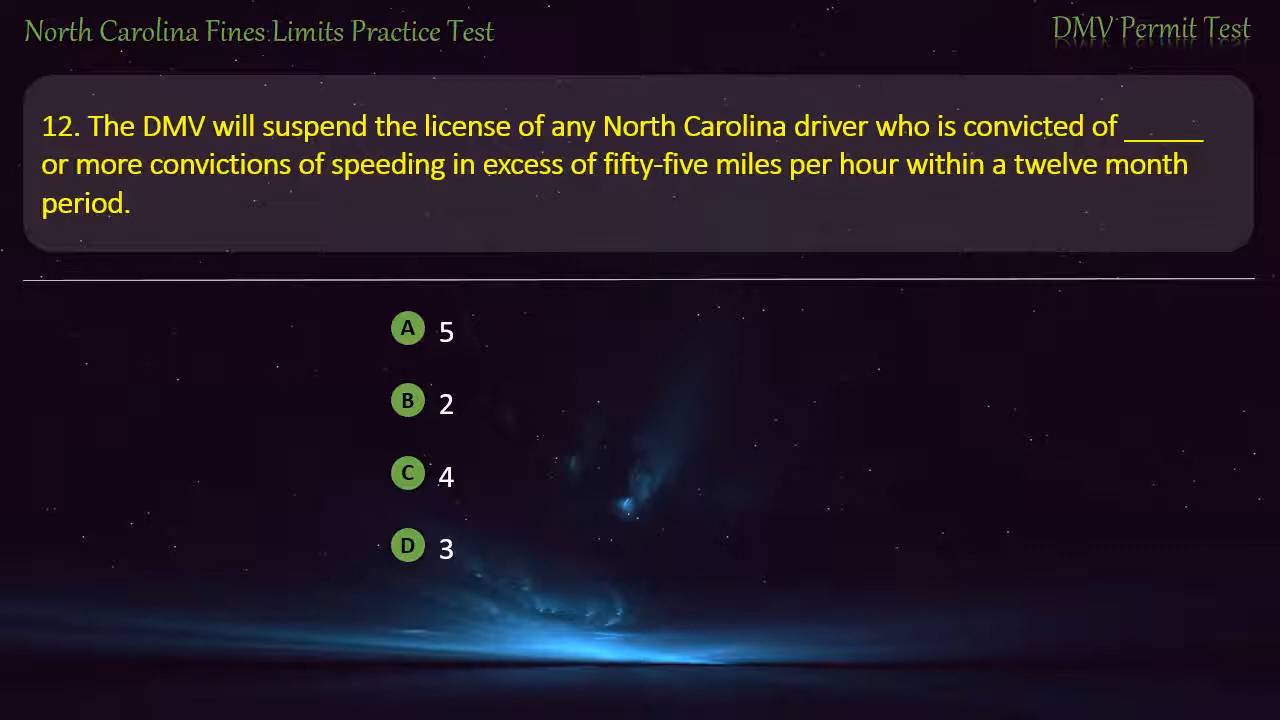 North Carolina Fines Limits Practice Test
DMV Permit Test
12. The DMV will suspend the license of any North Carolina driver who is convicted of _____
or more convictions of speeding in excess of fifty-five miles per hour within a twelve month
period.
A 5
B 2
C 4
D 3